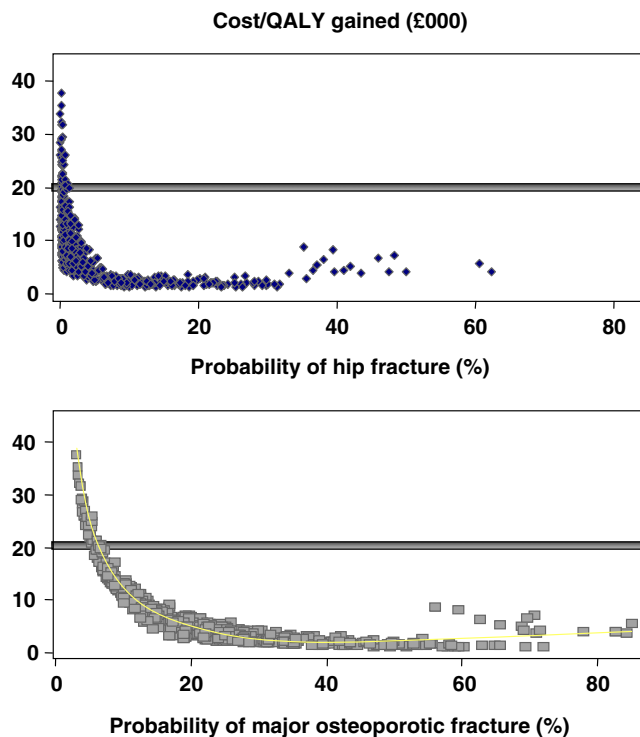 Cost/QALY gained (£000)
40
30
20
10
0
0 20 40 60 80
Probability of hip fracture (%)
40
30
20
10
0
0 20 40 60 80
Probability of major osteoporotic fracture (%)